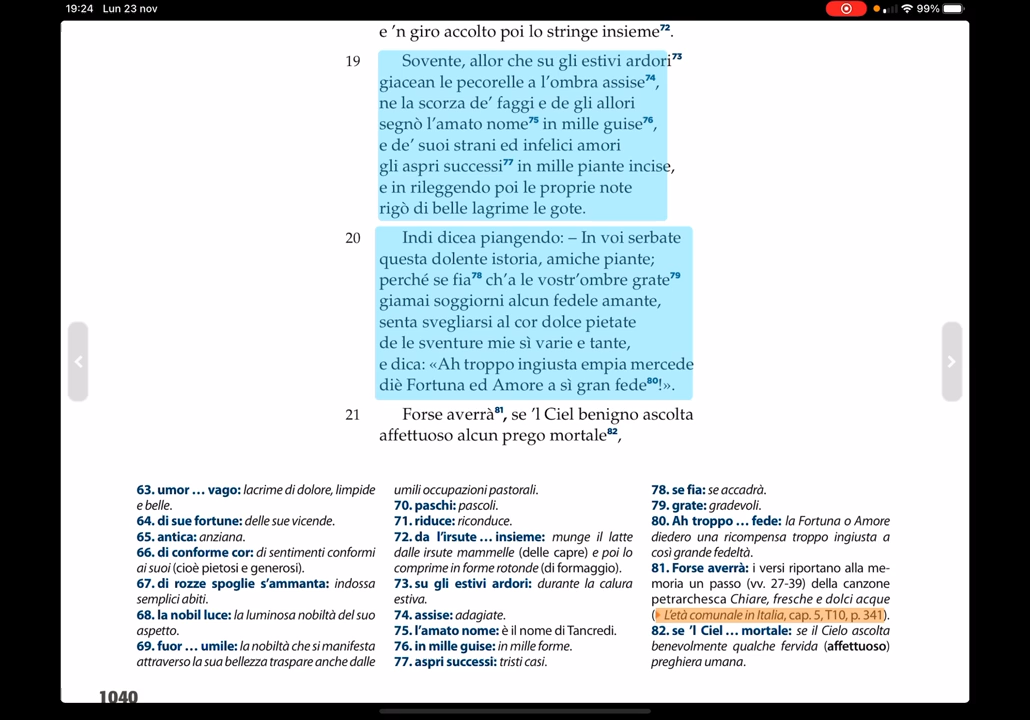 19:24 Lun 23 nov
99%
e ’n giro accolto poi lo stringe insieme72.
19 Sovente, allor che su gli estivi ardori73
giacean le pecorelle a l’ombra assise74,
ne la scorza de’ faggi e de gli allori
segnò l’amato nome75 in mille guise76,
e de’ suoi strani ed infelici amori
gli aspri successi77 in mille piante incise,
e in rileggendo poi le proprie note
rigò di belle lagrime le gote.
20 Indi dicea piangendo: – In voi serbate
questa dolente istoria, amiche piante;
perché se fia78 ch’a le vostr’ombre grate79
giamai soggiorni alcun fedele amante,
senta svegliarsi al cor dolce pietate
de le sventure mie sì varie e tante,
e dica: «Ah troppo ingiusta empia mercede
diè Fortuna ed Amore a sì gran fede80!».
21 Forse averrà81, se ’l Ciel benigno ascolta
affettuoso alcun prego mortale82,
63. umor … vago: lacrime di dolore, limpide
e belle.
64. di sue fortune: delle sue vicende.
65. antica: anziana.
66. di conforme cor: di sentimenti conformi
ai suoi (cioè pietosi e generosi).
67. di rozze spoglie s’ammanta: indossa
semplici abiti.
68. la nobil luce: la luminosa nobiltà del suo
aspetto.
69. fuor … umile: la nobiltà che si manifesta
attraverso la sua bellezza traspare anche dalle
umili occupazioni pastorali.
70. paschi: pascoli.
71. riduce: riconduce.
72. da l’irsute … insieme: munge il latte
dalle irsute mammelle (delle capre) e poi lo
comprime in forme rotonde (di formaggio).
73. su gli estivi ardori: durante la calura
estiva.
74. assise: adagiate.
75. l’amato nome: è il nome di Tancredi.
76. in mille guise: in mille forme.
77. aspri successi: tristi casi.
78. se fia: se accadrà.
79. grate: gradevoli.
80. Ah troppo … fede: la Fortuna o Amore
diedero una ricompensa troppo ingiusta a
così grande fedeltà.
81. Forse averrà: i versi riportano alla me-
moria un passo (vv. 27-39) della canzone
petrarchesca Chiare, fresche e dolci acque
(L’età comunale in Italia, cap. 5, T10, p. 341).
82. se ’l Ciel … mortale: se il Cielo ascolta
benevolmente qualche fervida (affettuoso)
preghiera umana.
1040